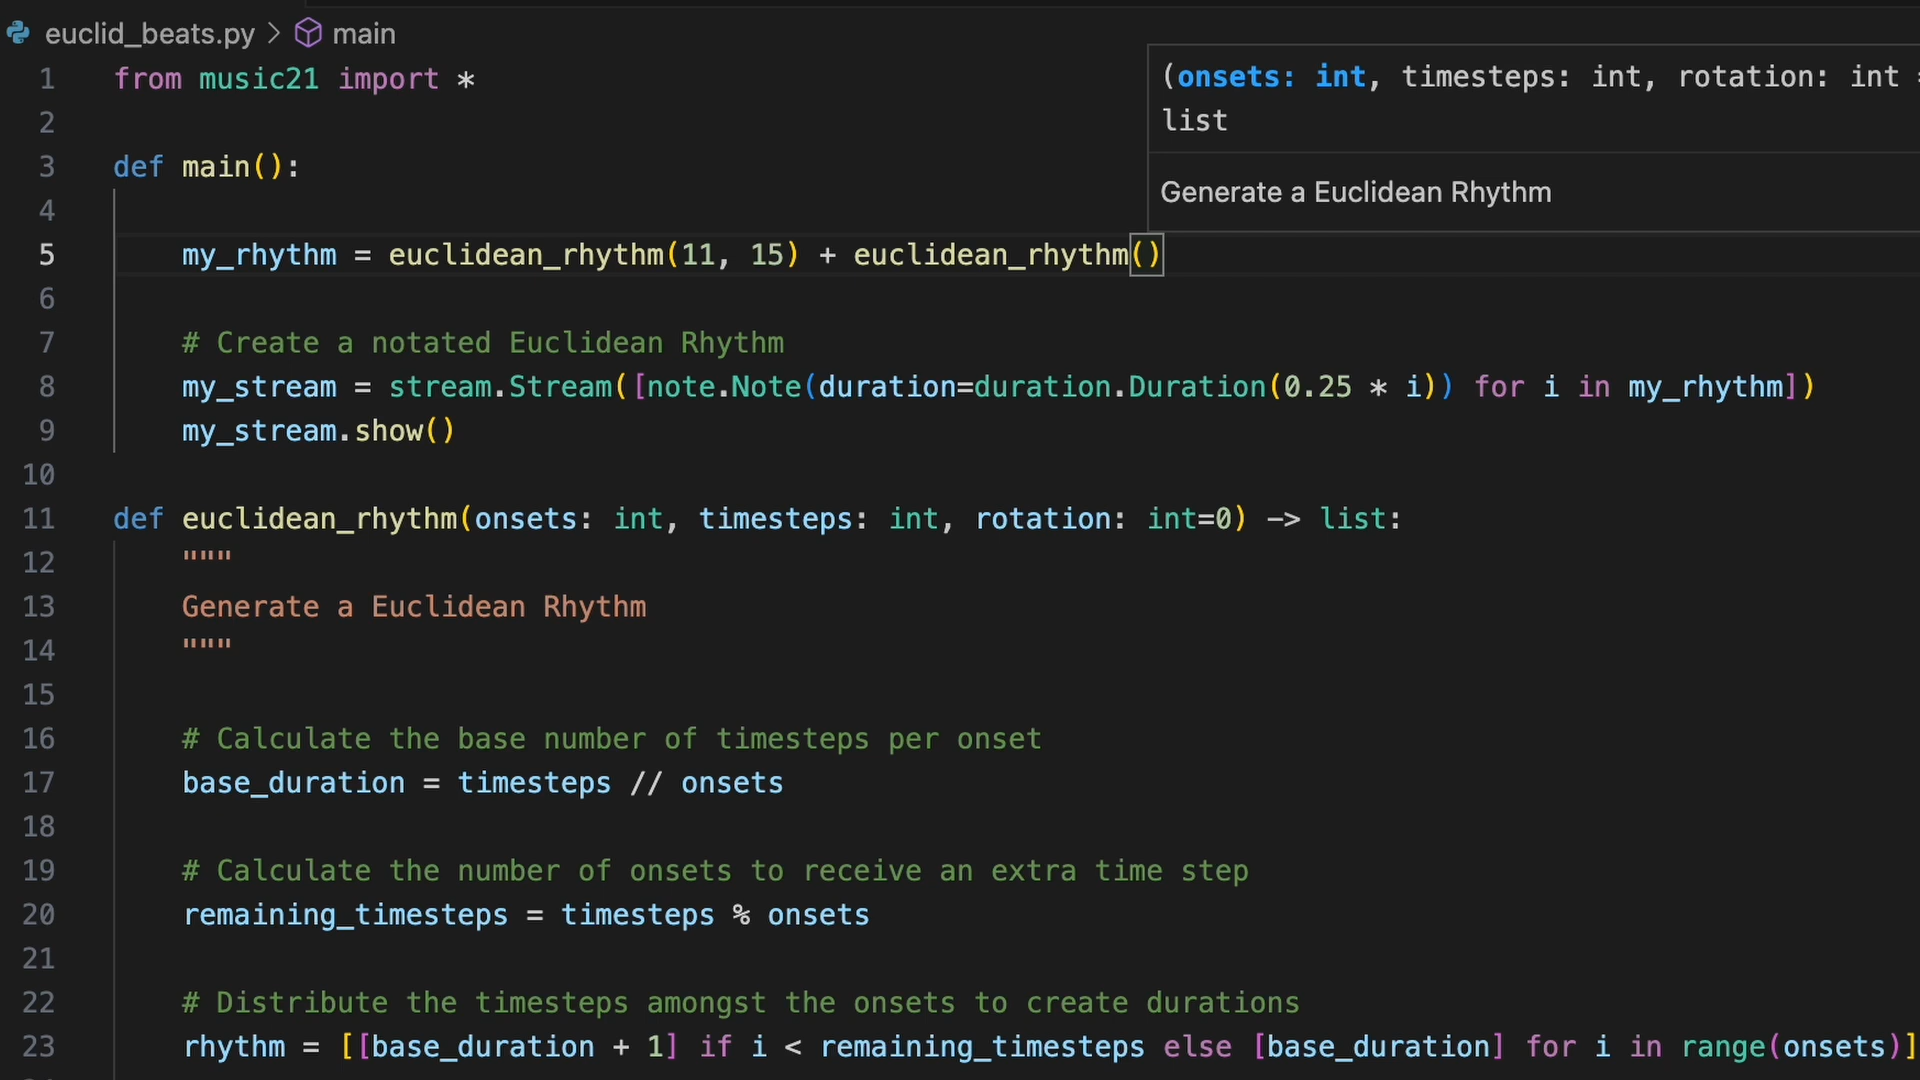 euclid_beats.py > main
1 from music21 import *
2
3 def main():
4
5 my_rhythm = euclidean_rhythm(11, 15) + euclidean_rhythm()
(onsets: int, timesteps: int, rotation: int
list
Generate a Euclidean Rhythm
6
7 # Create a notated Euclidean Rhythm
8 my_stream = stream.Stream([note.Note(duration=duration.Duration(0.25 * i)) for i in my_rhythm])
9 my_stream.show()
10
11 def euclidean_rhythm(onsets: int, timesteps: int, rotation: int=0) -> list:
12 """
13 Generate a Euclidean Rhythm
14 """
15
16 # Calculate the base number of timesteps per onset
17 base_duration = timesteps // onsets
18
19 # Calculate the number of onsets to receive an extra time step
20 remaining_timesteps = timesteps % onsets
21
22 # Distribute the timesteps amongst the onsets to create durations
23 rhythm = [[base_duration + 1] if i < remaining_timesteps else [base_duration] for i in range(onsets)]